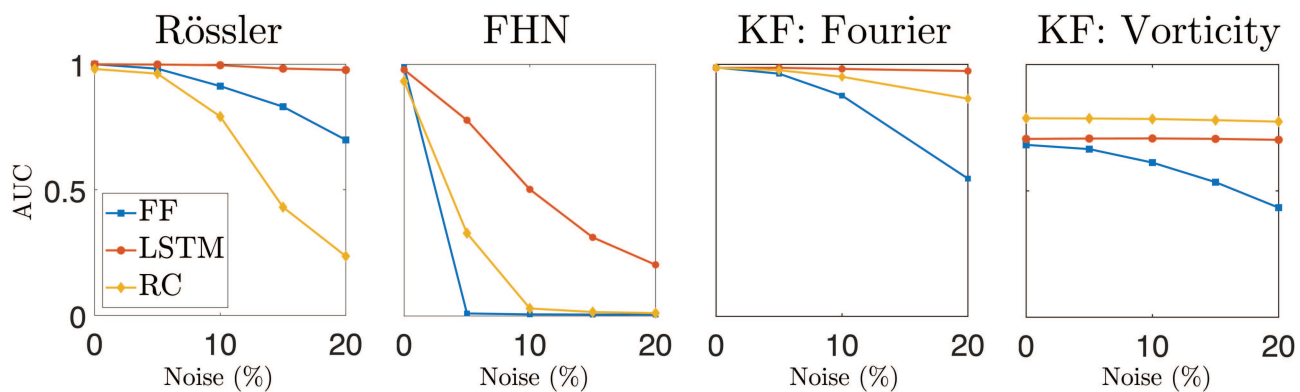 Rössler
FHN
KF: Fourier
KF: Vorticity
AUC
1
0.5
0
FF
LSTM
RC
0 10 20
0 10 20
0 10 20
0 10 20
Noise (%)
Noise (%)
Noise (%)
Noise (%)